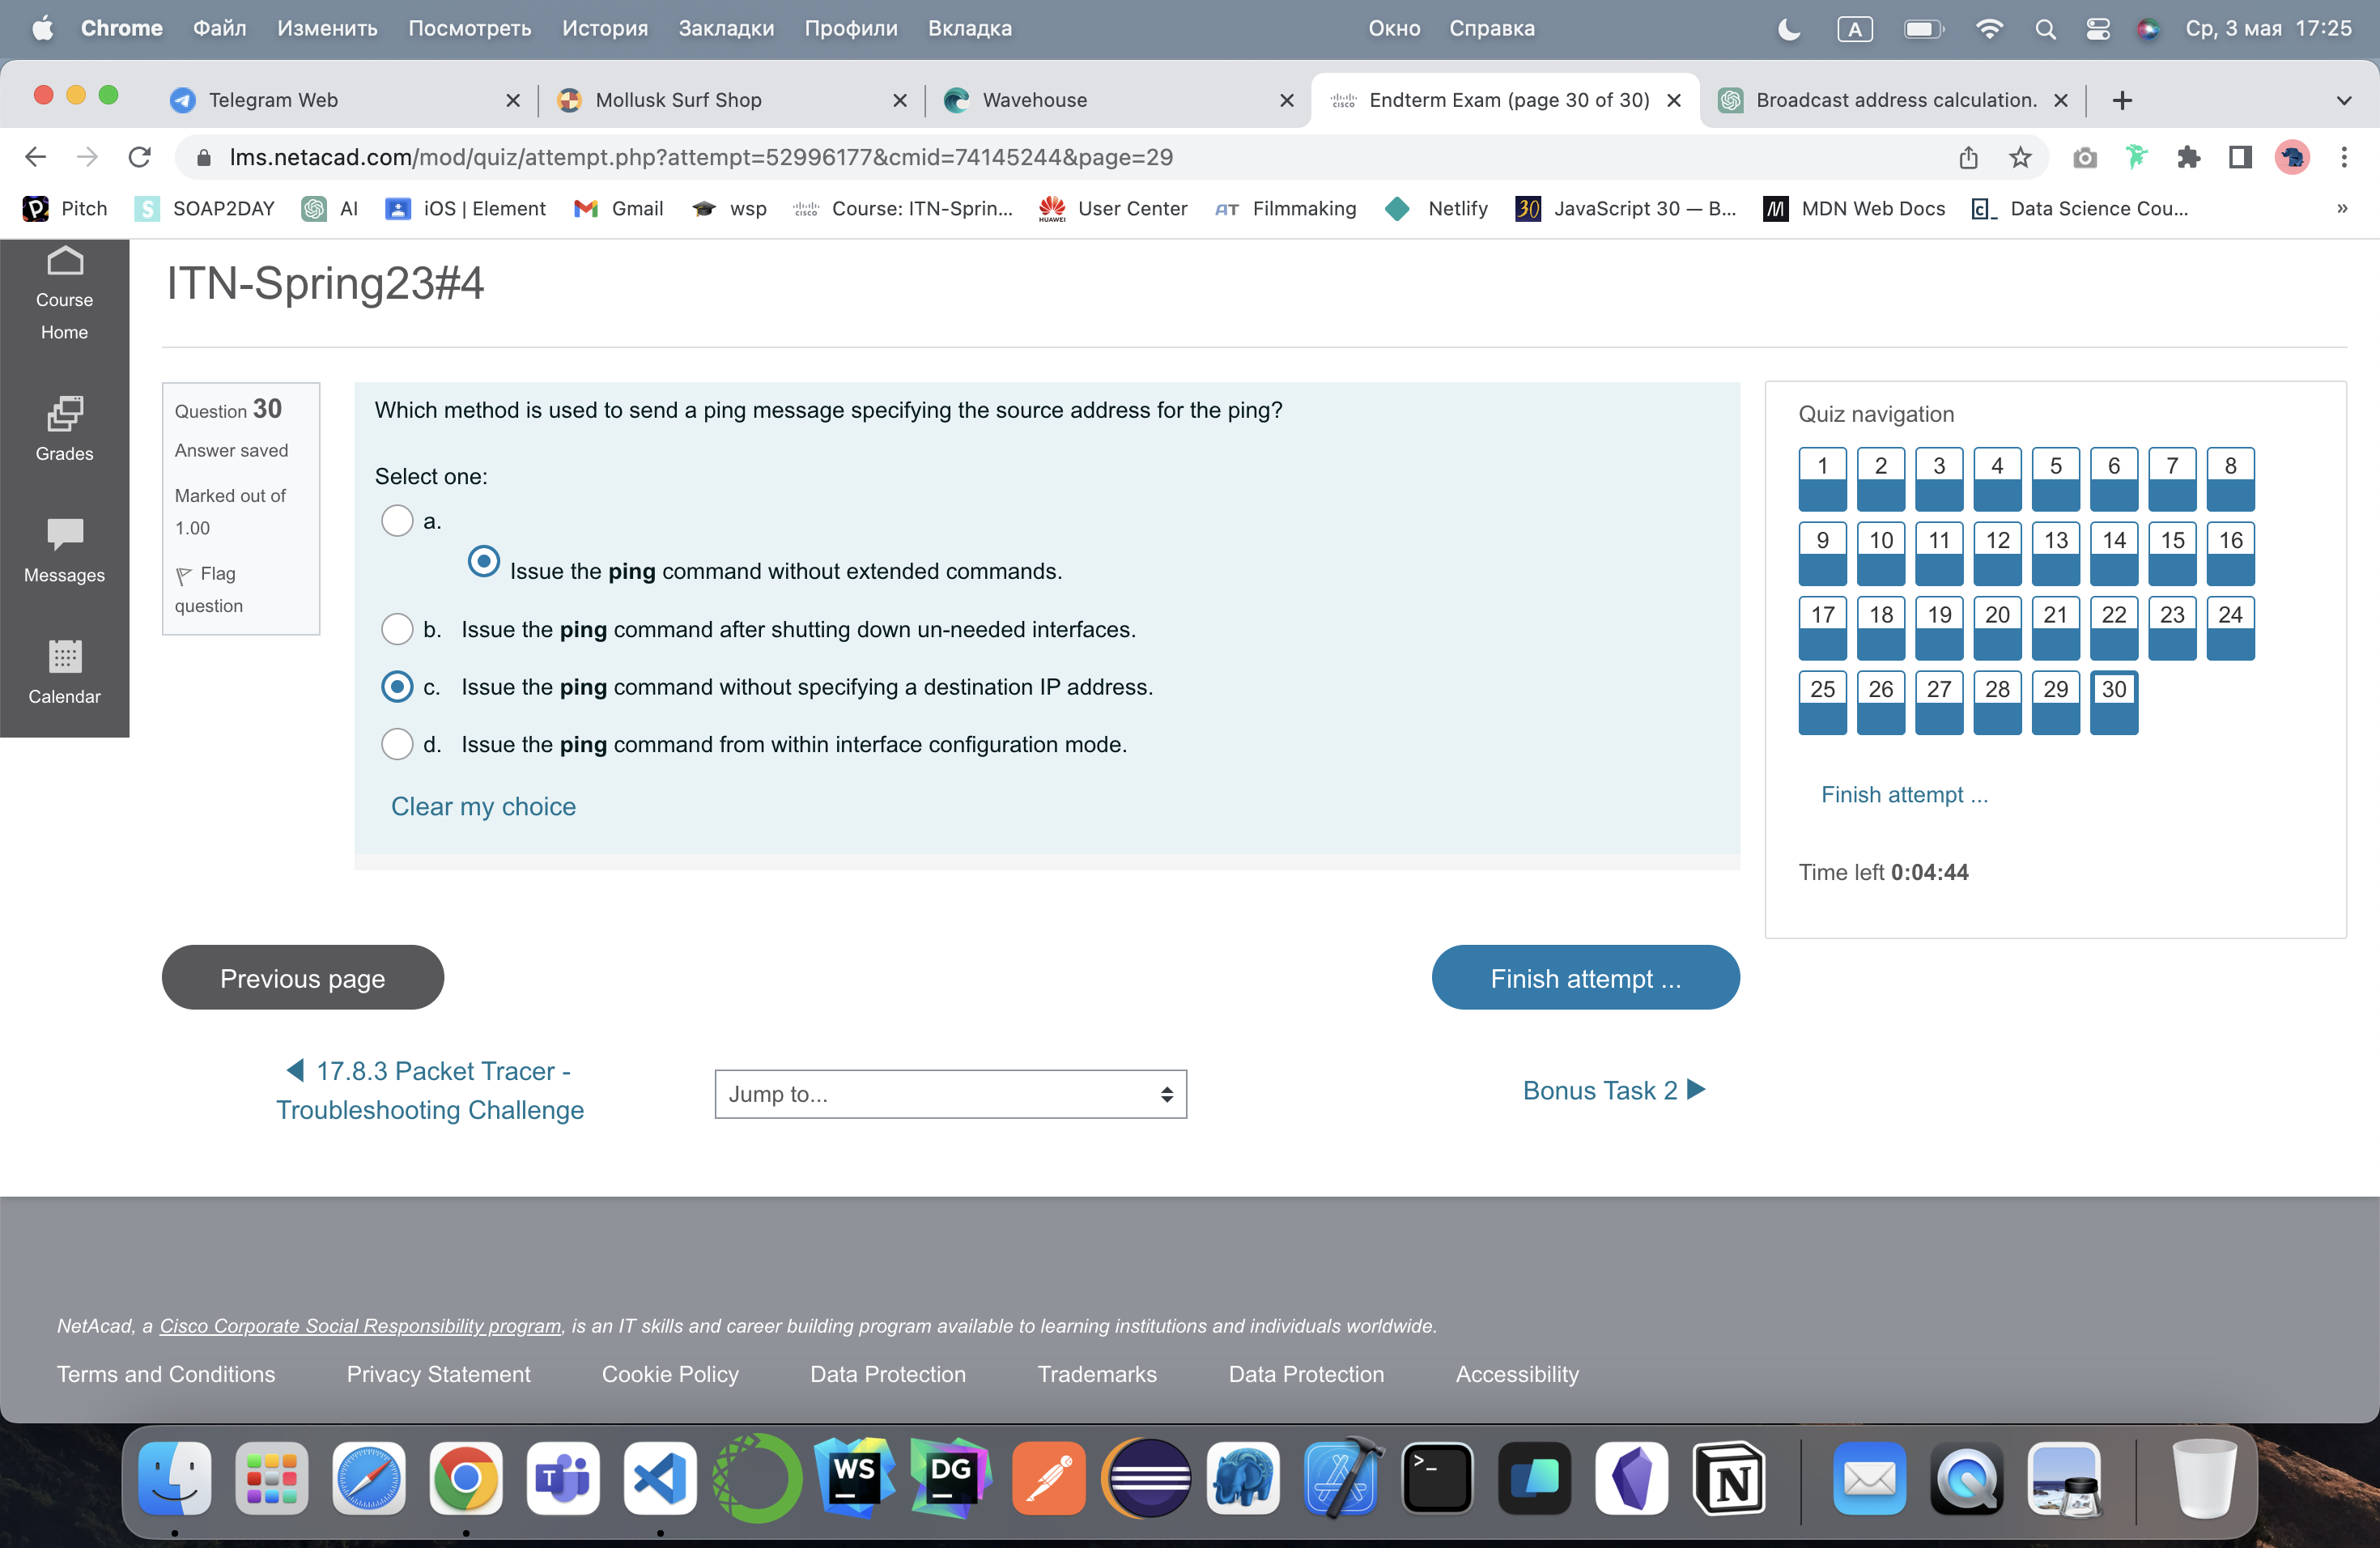 Chrome Файл Изменить Посмотреть История Закладки Профили Вкладка Окно Справка A Ср, 3 мая 17:25
Telegram Web Mollusk Surf Shop Wavehouse Endterm Exam (page 30 of 30) Broadcast address calculation.
lms.netacad.com/mod/quiz/attempt.php?attempt=52996177&cmid=74145244&page=29
Pitch SOAP2DAY AI iOS | Element Gmail wsp Course: ITN-Sprin... User Center Filmmaking Netlify JavaScript 30 — B... MDN Web Docs Data Science Cou... »
Course
Home
Grades
Messages
Calendar
ITN-Spring23#4
Question 30
Answer saved
Marked out of
1.00
Flag
question
Which method is used to send a ping message specifying the source address for the ping?
Select one:
a.
Issue the ping command without extended commands.
b. Issue the ping command after shutting down un-needed interfaces.
c. Issue the ping command without specifying a destination IP address.
d. Issue the ping command from within interface configuration mode.
Clear my choice
Quiz navigation
1 2 3 4 5 6 7 8
9 10 11 12 13 14 15 16
17 18 19 20 21 22 23 24
25 26 27 28 29 30
Finish attempt ...
Time left 0:04:44
Previous page
Finish attempt ...
17.8.3 Packet Tracer -
Troubleshooting Challenge
Jump to...
Bonus Task 2
NetAcad, a Cisco Corporate Social Responsibility program, is an IT skills and career building program available to learning institutions and individuals worldwide.
Terms and Conditions Privacy Statement Cookie Policy Data Protection Trademarks Data Protection Accessibility
WS DG